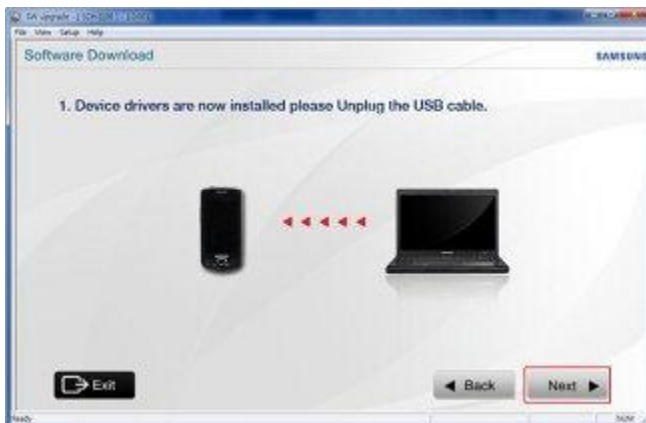 File View Setup Help
Software Download
SAMSUNG
1. Device drivers are now installed please Unplug the USB cable.
Exit
Back
Next
Ready
NUM